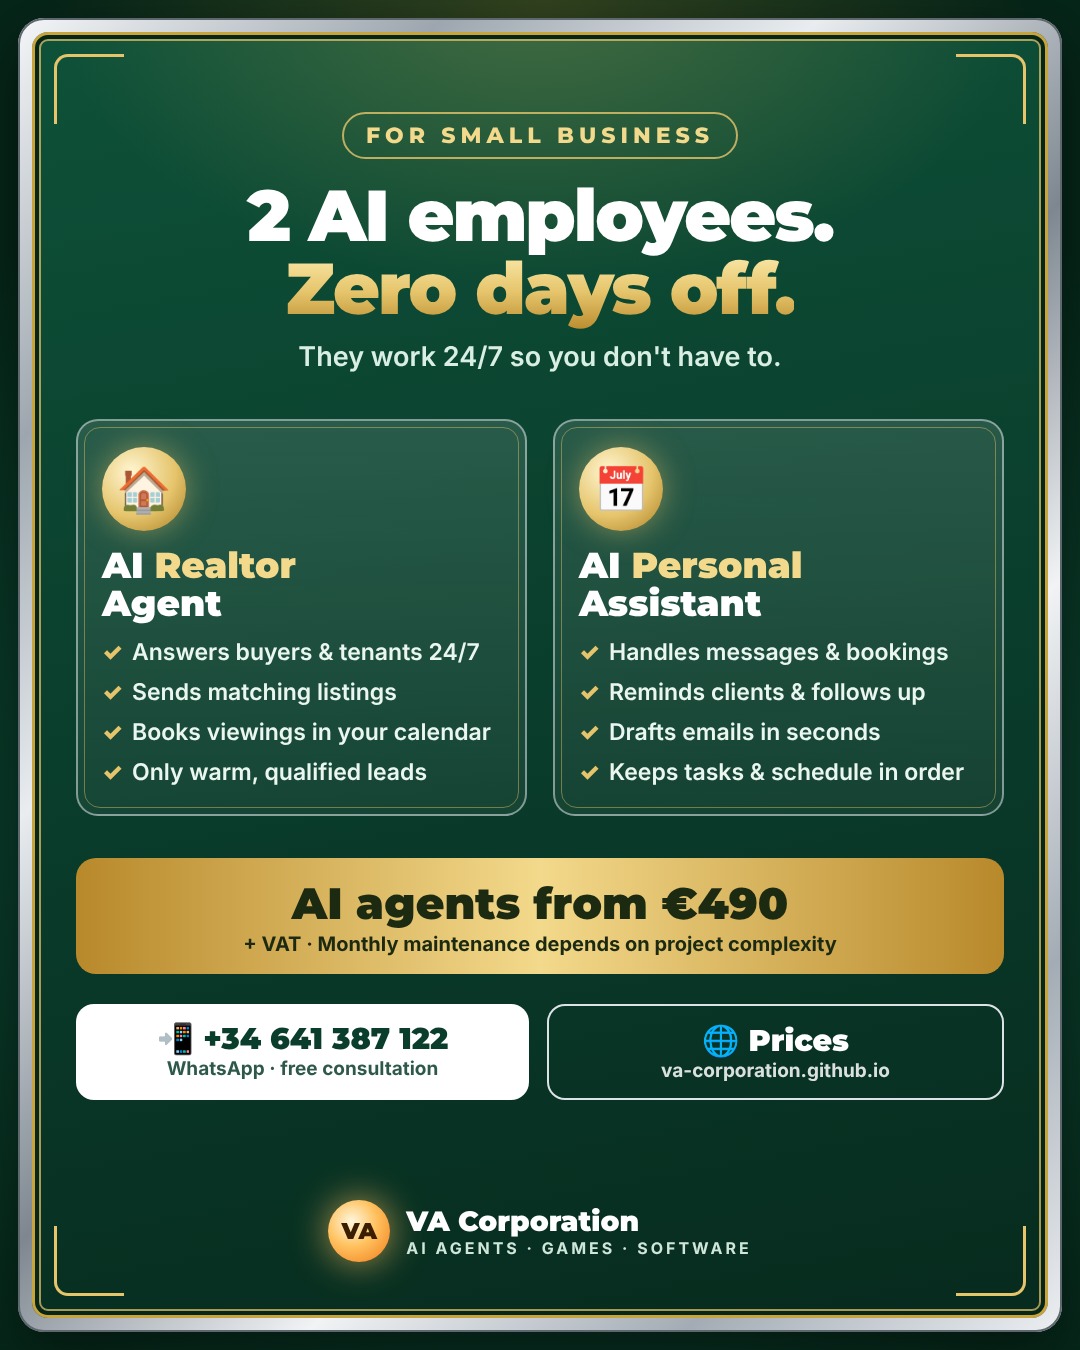 FOR SMALL BUSINESS
2 AI employees.
Zero days off.
They work 24/7 so you don't have to.
AI Realtor
Agent
✓ Answers buyers & tenants 24/7
✓ Sends matching listings
✓ Books viewings in your calendar
✓ Only warm, qualified leads
July
17
AI Personal
Assistant
✓ Handles messages & bookings
✓ Reminds clients & follows up
✓ Drafts emails in seconds
✓ Keeps tasks & schedule in order
AI agents from €490
+ VAT · Monthly maintenance depends on project complexity
+34 641 387 122
WhatsApp · free consultation
Prices
va-corporation.github.io
VA
VA Corporation
AI AGENTS · GAMES · SOFTWARE